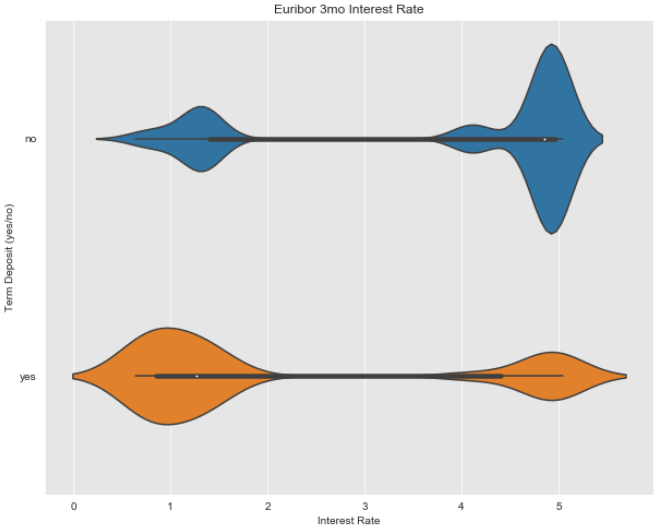 Euribor 3mo Interest Rate
Term Deposit (yes/no)
no
yes
0 1 2 3 4 5
Interest Rate